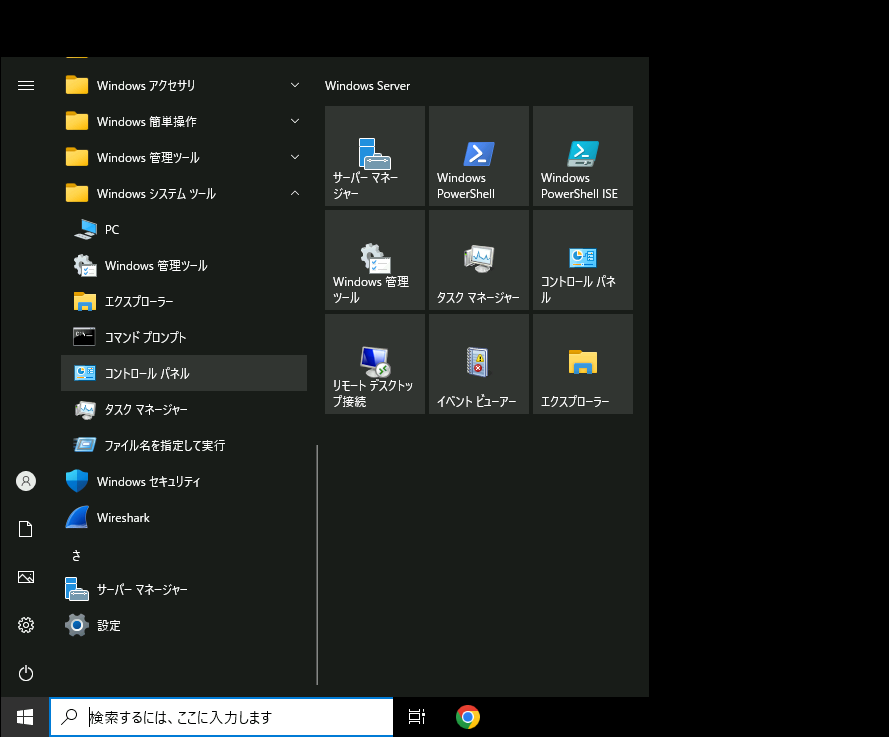 Windows アクセサリ
Windows 簡単操作
Windows 管理ツール
Windows システム ツール
PC
Windows 管理ツール
エクスプローラー
コマンド プロンプト
コントロール パネル
タスク マネージャー
ファイル名を指定して実行
Windows セキュリティ
Wireshark
さ
サーバー マネージャー
設定
Windows Server
サーバー マネー
ジャー
Windows
PowerShell
Windows
PowerShell ISE
Windows 管理
ツール
タスク マネージャー
コントロール パネ
ル
リモート デスクトッ
プ接続
イベント ビューアー
エクスプローラー
検索するには、ここに入力します